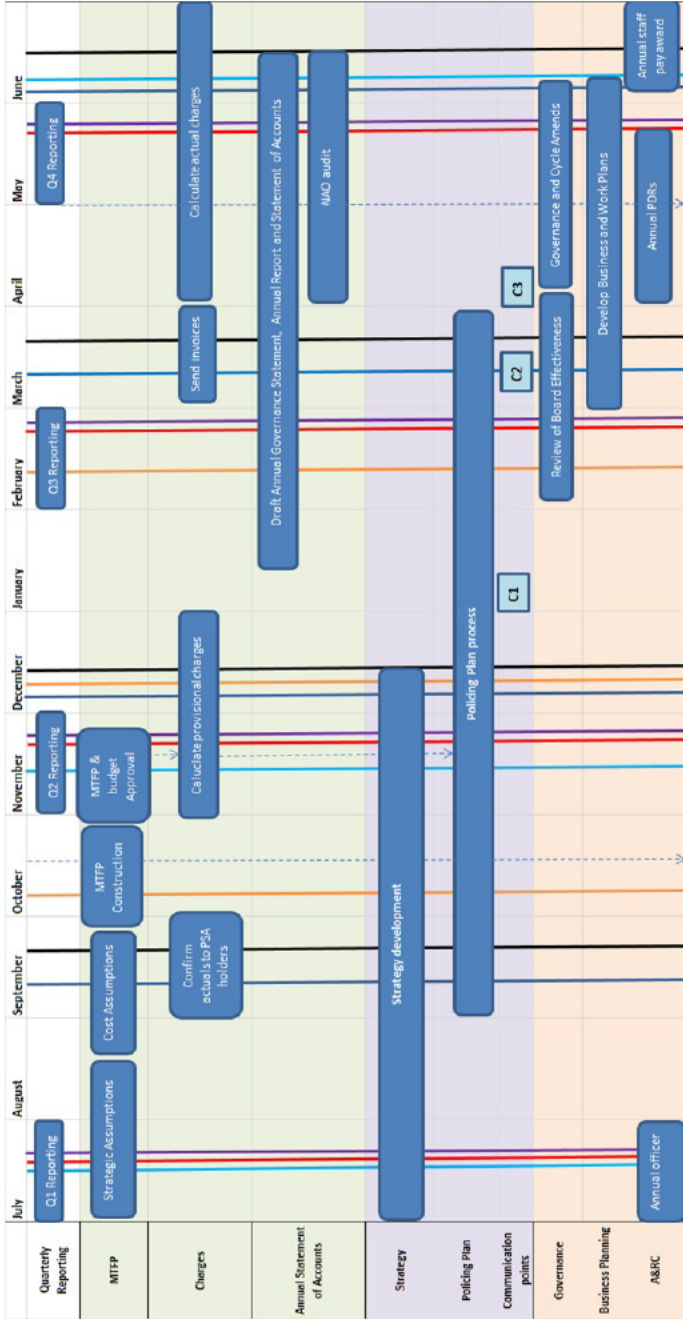 July
August
September
October
November
December
January
February
March
April
May
June
Quarterly
Reporting
Q1 Reporting
Q2 Reporting
Q3 Reporting
Q4 Reporting
MTFP
Strategic Assumptions
Cost Assumptions
MTFP
Construction
MTFP &
budget
Approval
Charges
Confirm
actuals to PSA
holders
Caluclate provisional charges
Send invoices
Calculate actual charges
Annual Statement
of Accounts
Draft Annual Governance Statement, Annual Report and Statement of Accounts
NAO audit
Strategy
Strategy development
Policing Plan
Policing Plan process
Communication
points
C1
C2
C3
Governance
Review of Board Effectiveness
Governance and Cycle Amends
Business Planning
Develop Business and Work Plans
A&RC
Annual officer
Annual PDRs
Annual staff
pay award